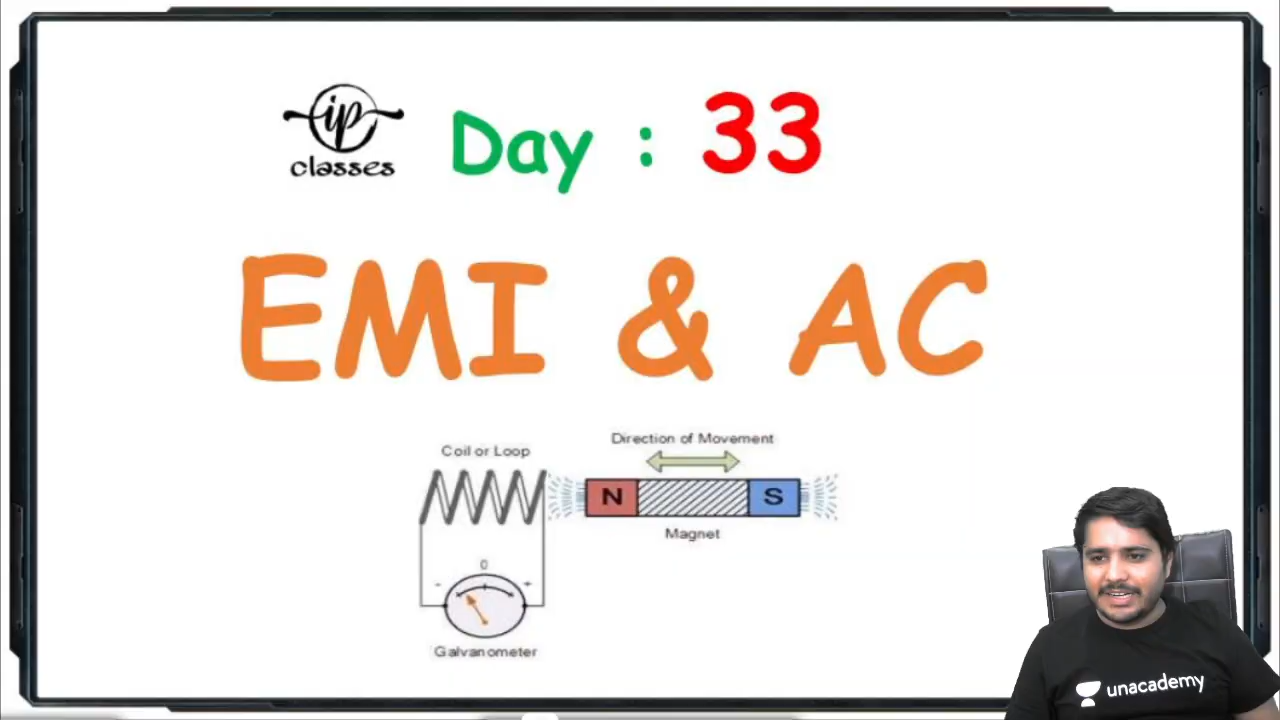 ip
classes
Day : 33
EMI & AC
Coil or Loop
Direction of Movement
N
S
Magnet
0
- +
Galvanometer
unacademy